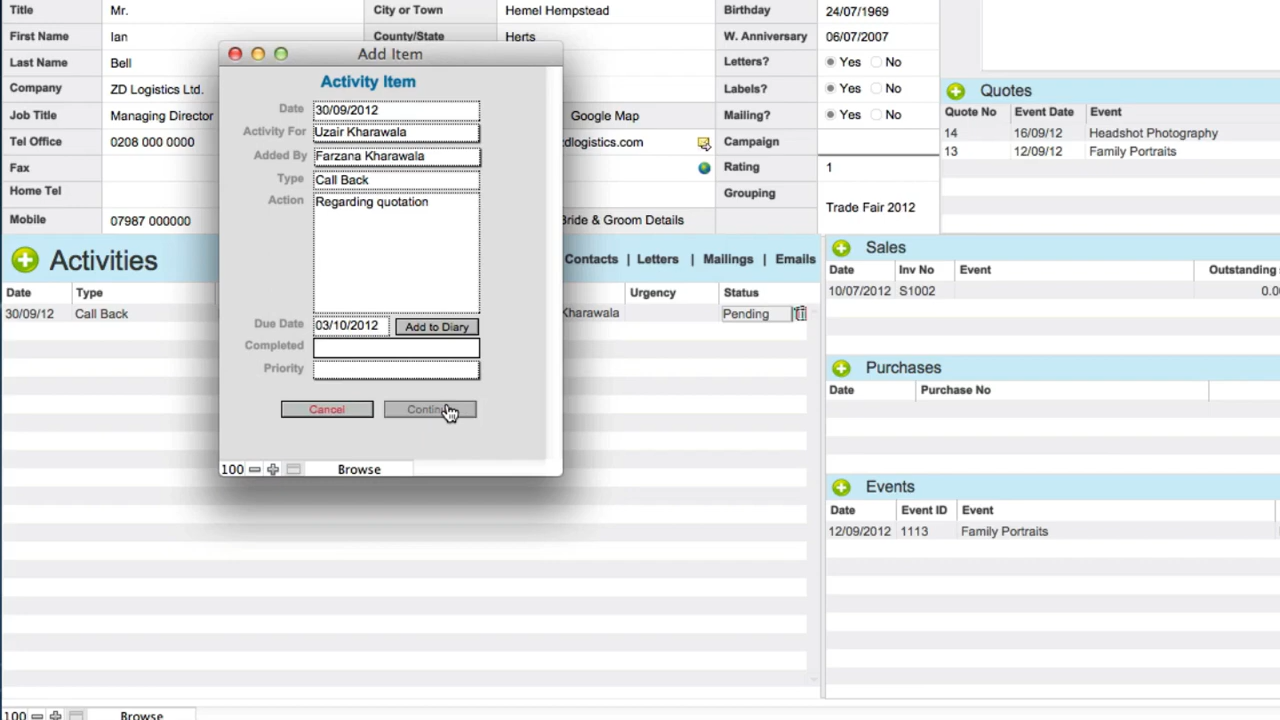 Title Mr. City or Town Hemel Hempstead Birthday 24/07/1969
First Name Ian County/State Herts W. Anniversary 06/07/2007
Add Item
Last Name Bell Letters? Yes No
Activity Item
Company ZD Logistics Ltd. Labels? Yes No
Quotes
Quote No Event Date Event
Date 30/09/2012
Job Title Managing Director Google Map Mailing? Yes No
Activity For Uzair Kharawala
14 16/09/12 Headshot Photography
Tel Office 0208 000 0000 zdlogistics.com Campaign
13 12/09/12 Family Portraits
Added By Farzana Kharawala
Fax Rating 1
Type Call Back
Home Tel Grouping
Action Regarding quotation
Trade Fair 2012
Mobile 07987 000000 Bride & Groom Details
Activities Contacts | Letters | Mailings | Emails
Sales
Date Inv No Event Outstanding
Date Type Urgency Status
10/07/2012 S1002 0.0
30/09/12 Call Back Kharawala Pending
Due Date 03/10/2012 Add to Diary
Completed
Priority
Purchases
Date Purchase No
Cancel Contin
100 Browse
Events
Date Event ID Event
12/09/2012 1113 Family Portraits
100 Browse